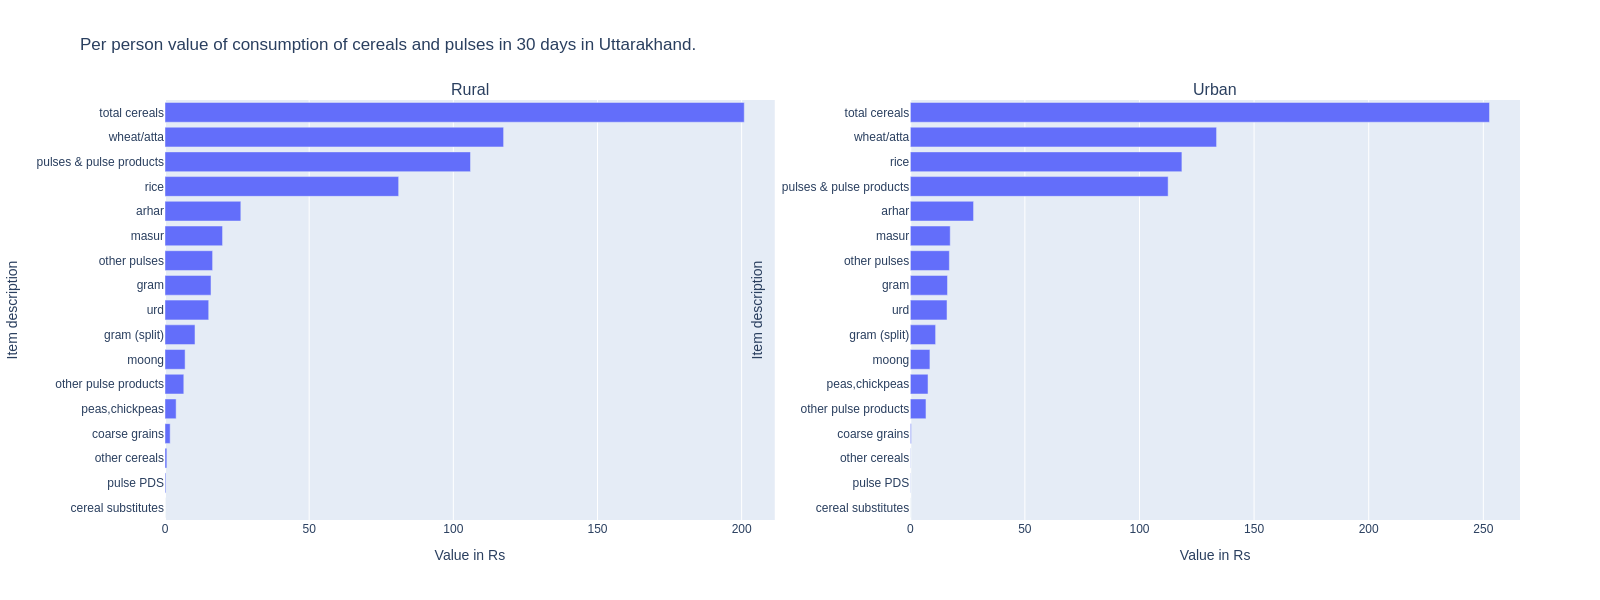 Per person value of consumption of cereals and pulses in 30 days in Uttarakhand.
Rural
total cereals
wheat/atta
pulses & pulse products
rice
arhar
masur
other pulses
gram
urd
gram (split)
moong
other pulse products
peas,chickpeas
coarse grains
other cereals
pulse PDS
cereal substitutes
Item description
0 50 100 150 200
Value in Rs
Urban
total cereals
wheat/atta
rice
pulses & pulse products
arhar
masur
other pulses
gram
urd
gram (split)
moong
peas,chickpeas
other pulse products
coarse grains
other cereals
pulse PDS
cereal substitutes
Item description
0 50 100 150 200 250
Value in Rs